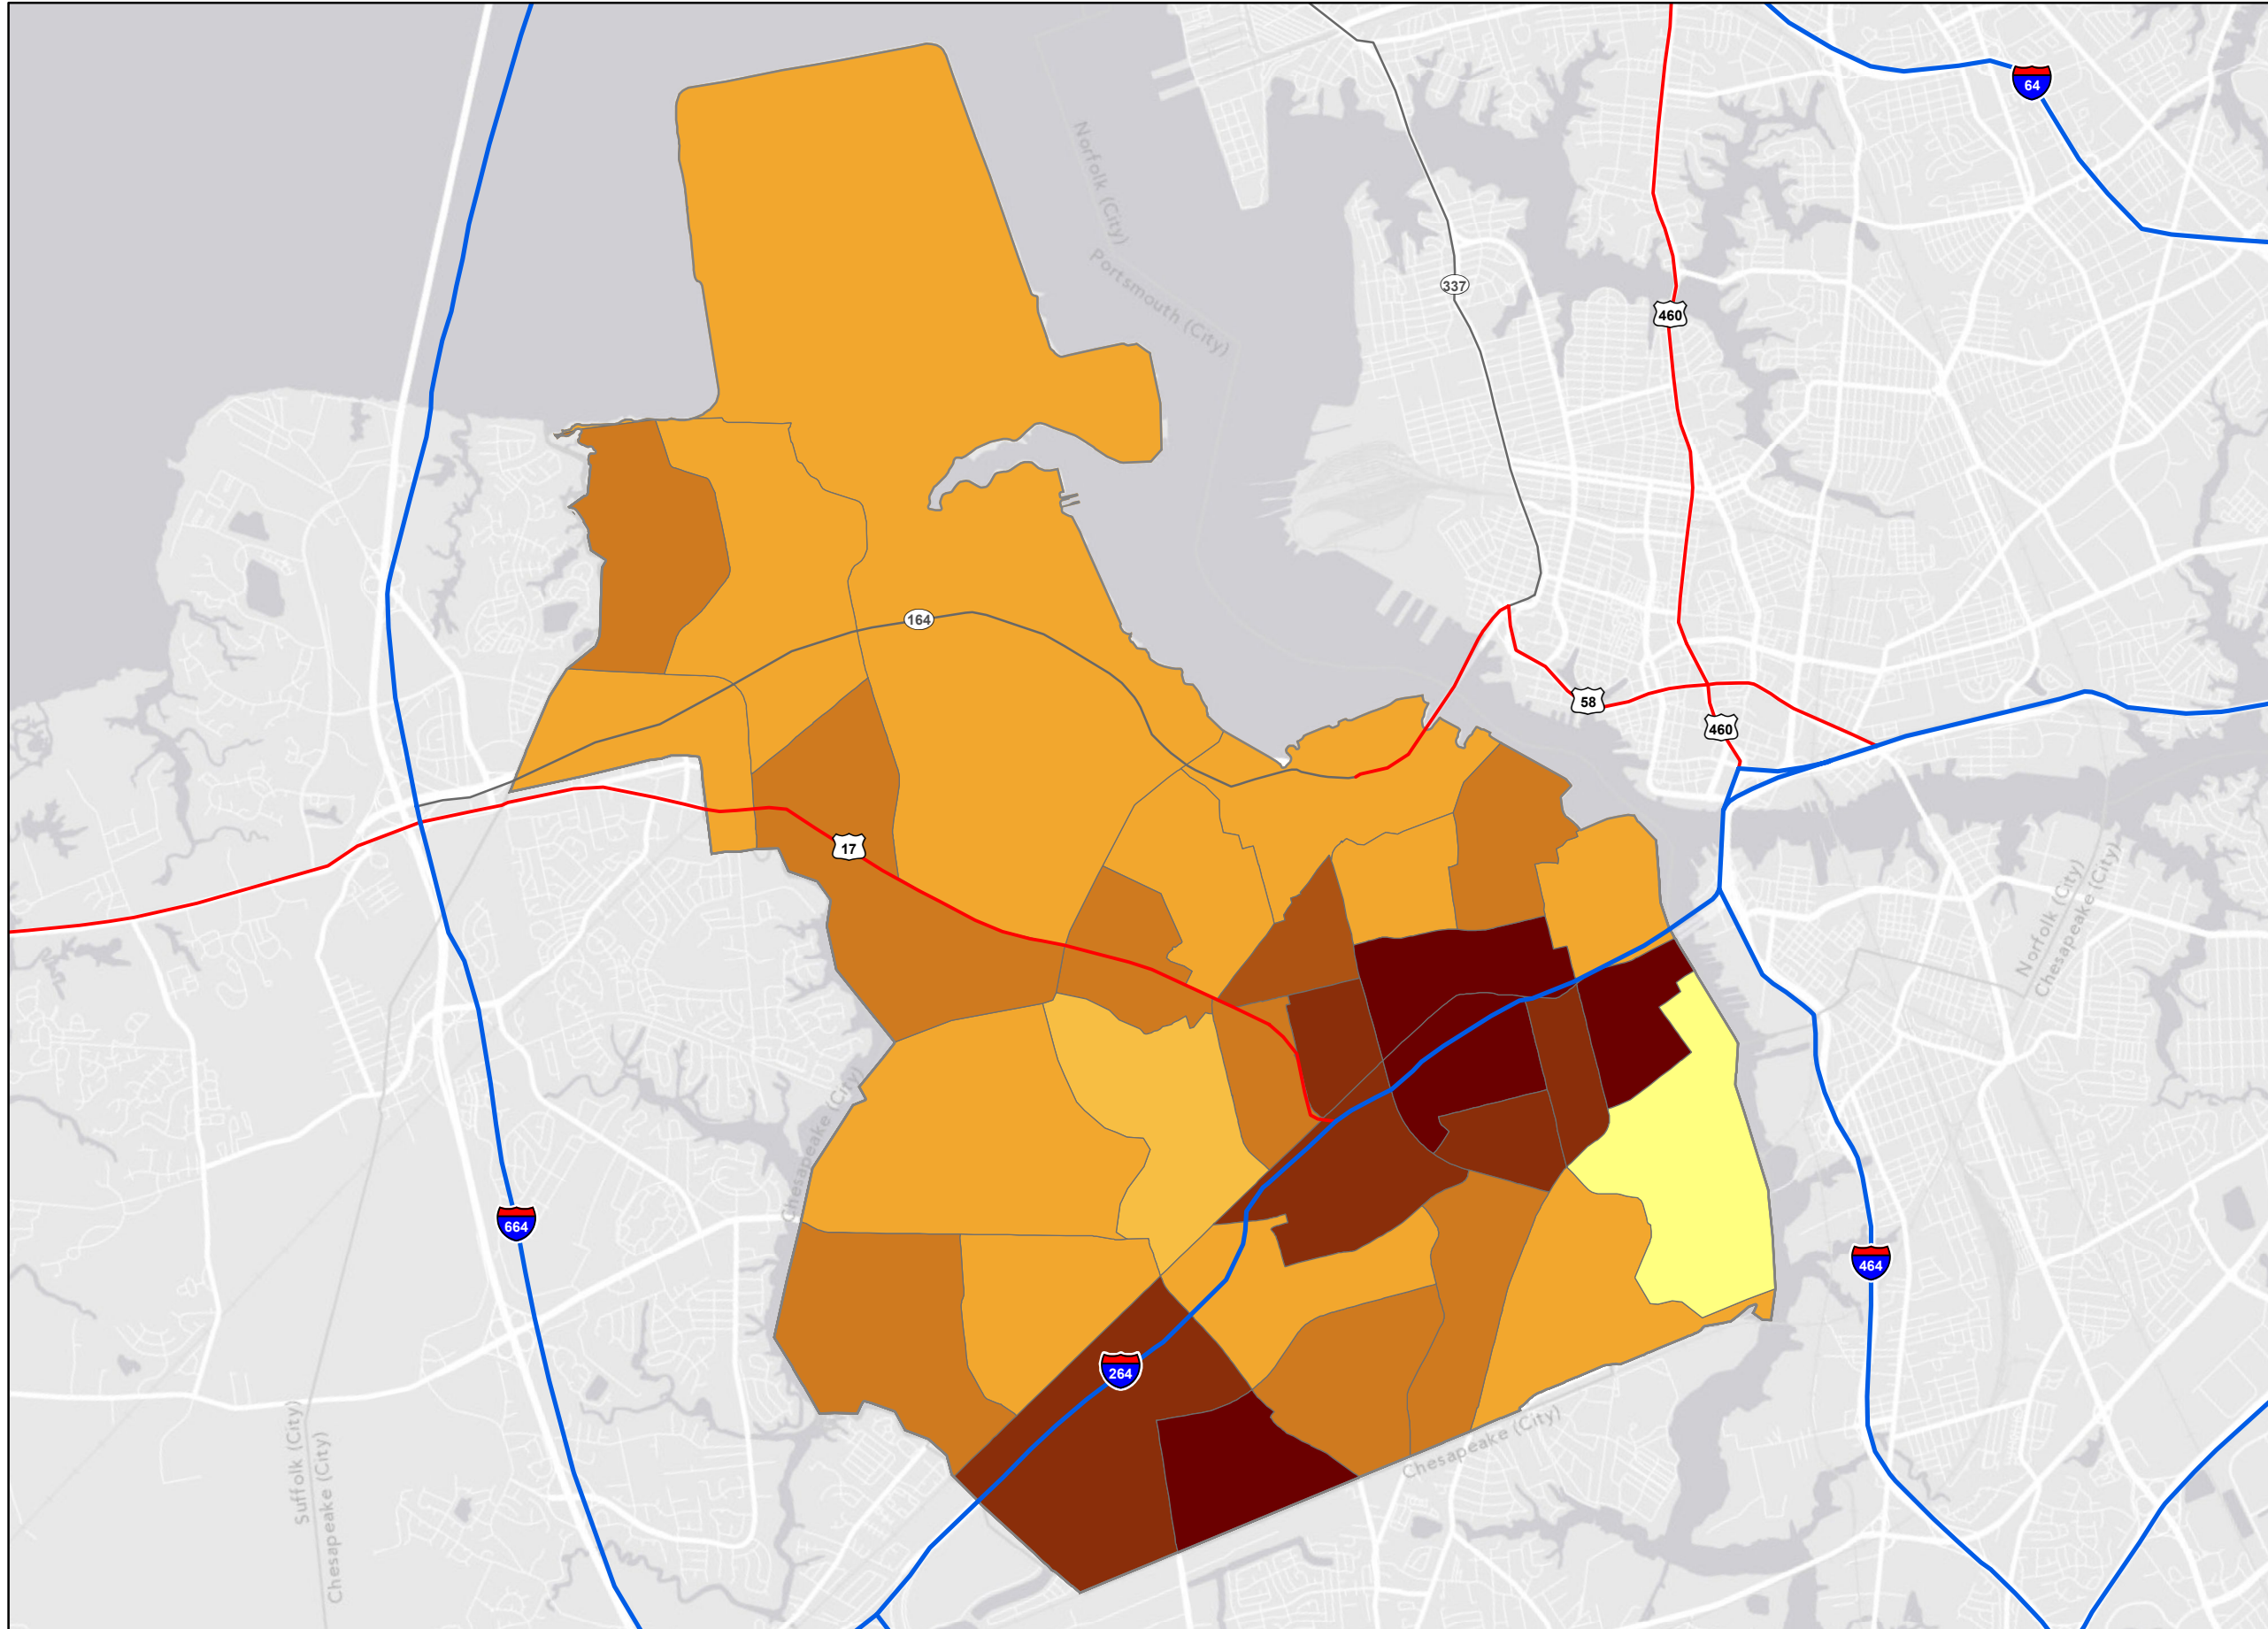 64
Norfolk (City)
Portsmouth (City)
337
460
164
58
460
17
Norfolk (City)
Chesapeake (City)
Chesapeake (City)
664
464
264
Chesapeake (City)
Suffolk (City)
Chesapeake (City)